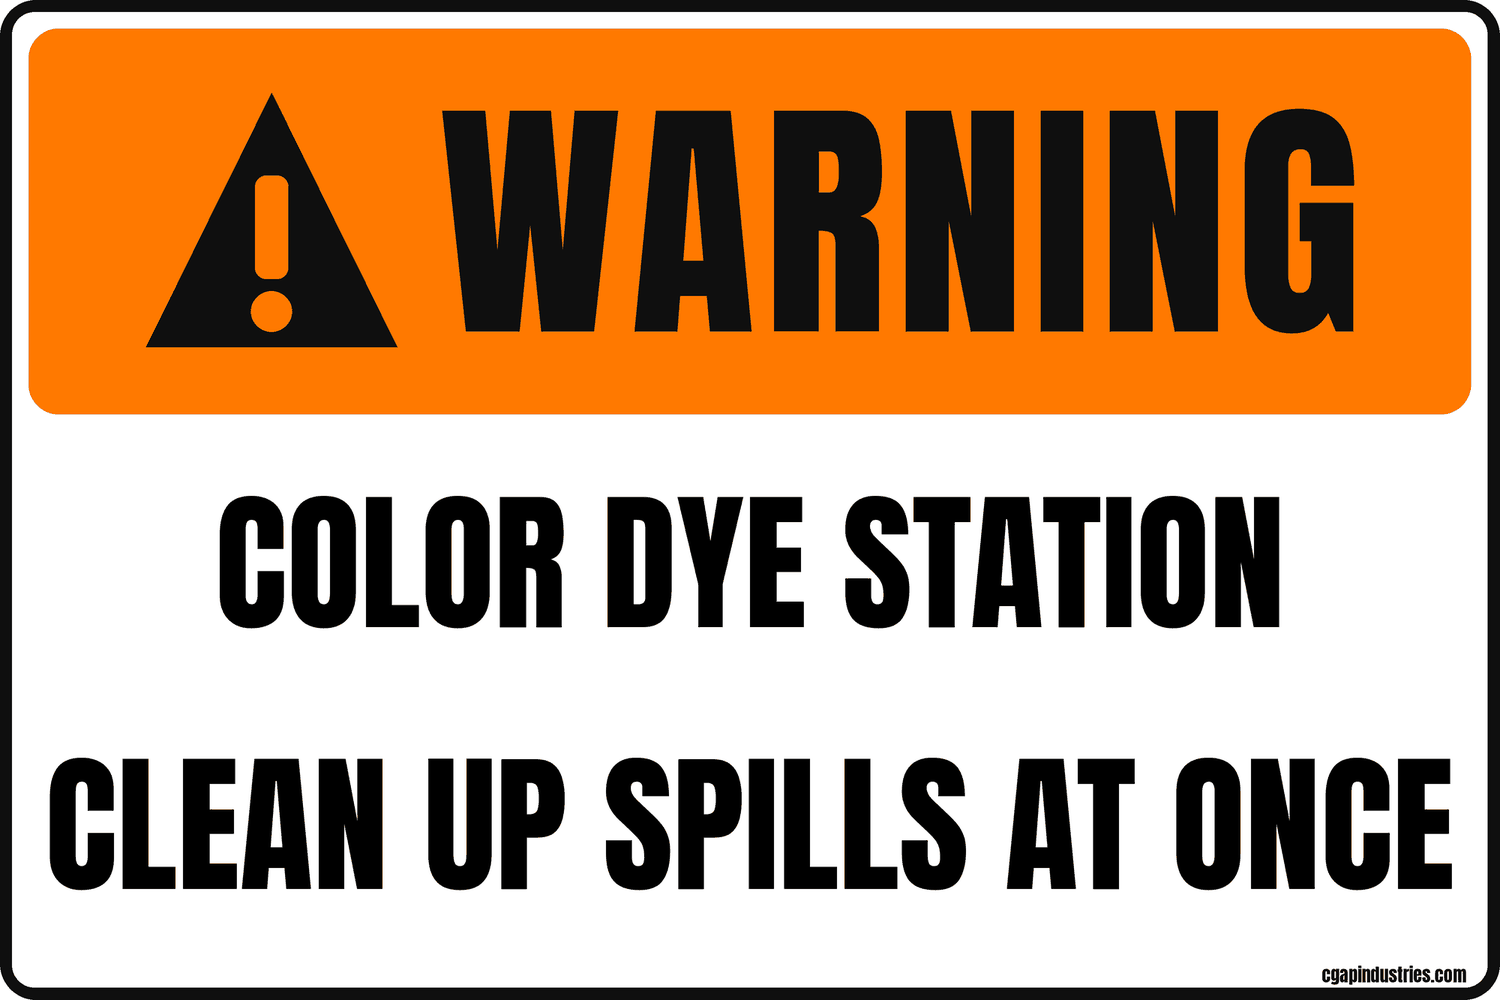 WARNING
COLOR DYE STATION
CLEAN UP SPILLS AT ONCE
cgapindustries.com